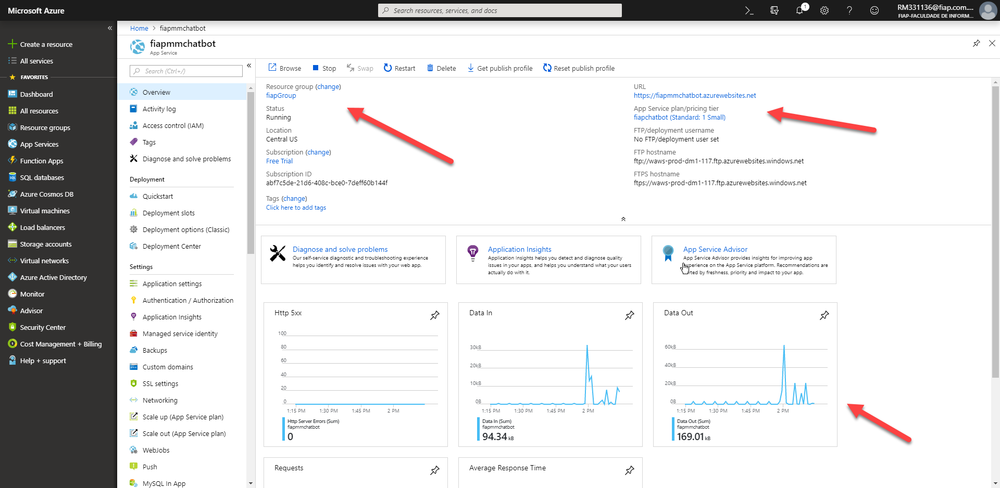 Microsoft Azure
Search resources, services, and docs
1
RM331136@fiap.com....
FIAP-FACULDADE DE INFORM...
Create a resource
All services
FAVORITES
Dashboard
All resources
Resource groups
App Services
Function Apps
SQL databases
Azure Cosmos DB
Virtual machines
Load balancers
Storage accounts
Virtual networks
Azure Active Directory
Monitor
Advisor
Security Center
Cost Management + Billing
Help + support
Home > fiapmmchatbot
fiapmmchatbot
App Service
Search (Ctrl+/)
Overview
Activity log
Access control (IAM)
Tags
Diagnose and solve problems
Deployment
Quickstart
Deployment slots
Deployment options (Classic)
Deployment Center
Settings
Application settings
Authentication / Authorization
Application Insights
Managed service identity
Backups
Custom domains
SSL settings
Networking
Scale up (App Service plan)
Scale out (App Service plan)
WebJobs
Push
MySQL In App
Browse Stop Swap Restart Delete Get publish profile Reset publish profile
Resource group (change)
fiapGroup
Status
Running
Location
Central US
Subscription (change)
Free Trial
Subscription ID
abf7c5de-21d6-408c-bce0-7deff60b144f
Tags (change)
Click here to add tags
URL
https://fiapmmchatbot.azurewebsites.net
App Service plan/pricing tier
fiapchatbot (Standard: 1 Small)
FTP/deployment username
No FTP/deployment user set
FTP hostname
ftp://waws-prod-dm1-117.ftp.azurewebsites.windows.net
FTPS hostname
ftps://waws-prod-dm1-117.ftp.azurewebsites.windows.net
Diagnose and solve problems
Our self-service diagnostic and troubleshooting experience
helps you identify and resolve issues with your web app.
Application Insights
Application Insights helps you detect and diagnose quality
issues in your apps, and helps you understand what your users
actually do with it.
App Service Advisor
App Service Advisor provides insights for improving app
experience on the App Service platform. Recommendations are
sorted by freshness, priority and impact to your app.
Http 5xx
100
80
60
40
20
0
1:15 PM 1:30 PM 1:45 PM 2 PM
Http Server Errors (Sum)
fiapmmchatbot
0
Data In
30kB
20kB
10kB
0B
1:15 PM 1:30 PM 1:45 PM 2 PM
Data In (Sum)
fiapmmchatbot
94.34 kB
Data Out
60kB
40kB
20kB
0B
1:15 PM 1:30 PM 1:45 PM 2 PM
Data Out (Sum)
fiapmmchatbot
169.01 kB
Requests
Average Response Time